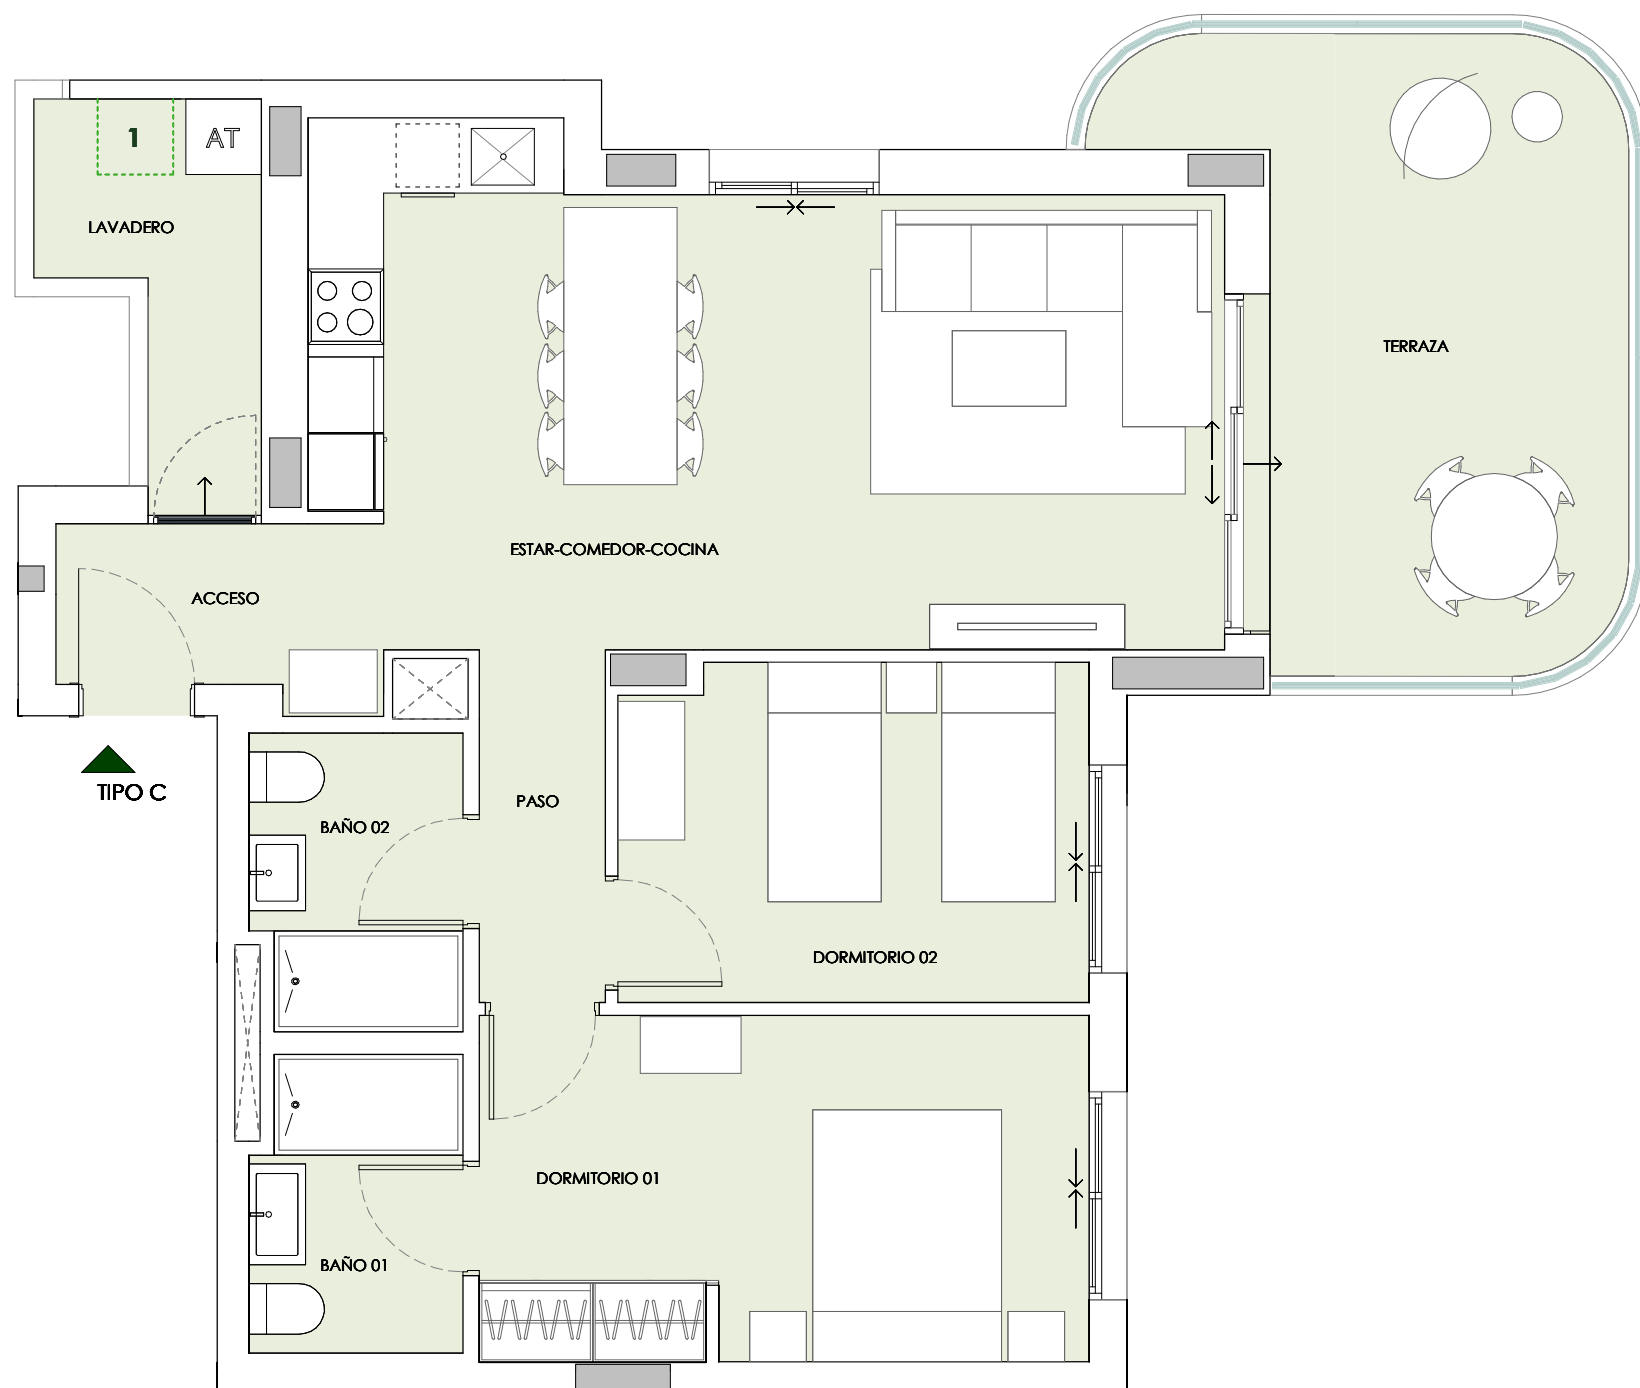 1
AT
LAVADERO
TERRAZA
ESTAR-COMEDOR-COCINA
ACCESO
TIPO C
PASO
BAÑO 02
DORMITORIO 02
DORMITORIO 01
BAÑO 01